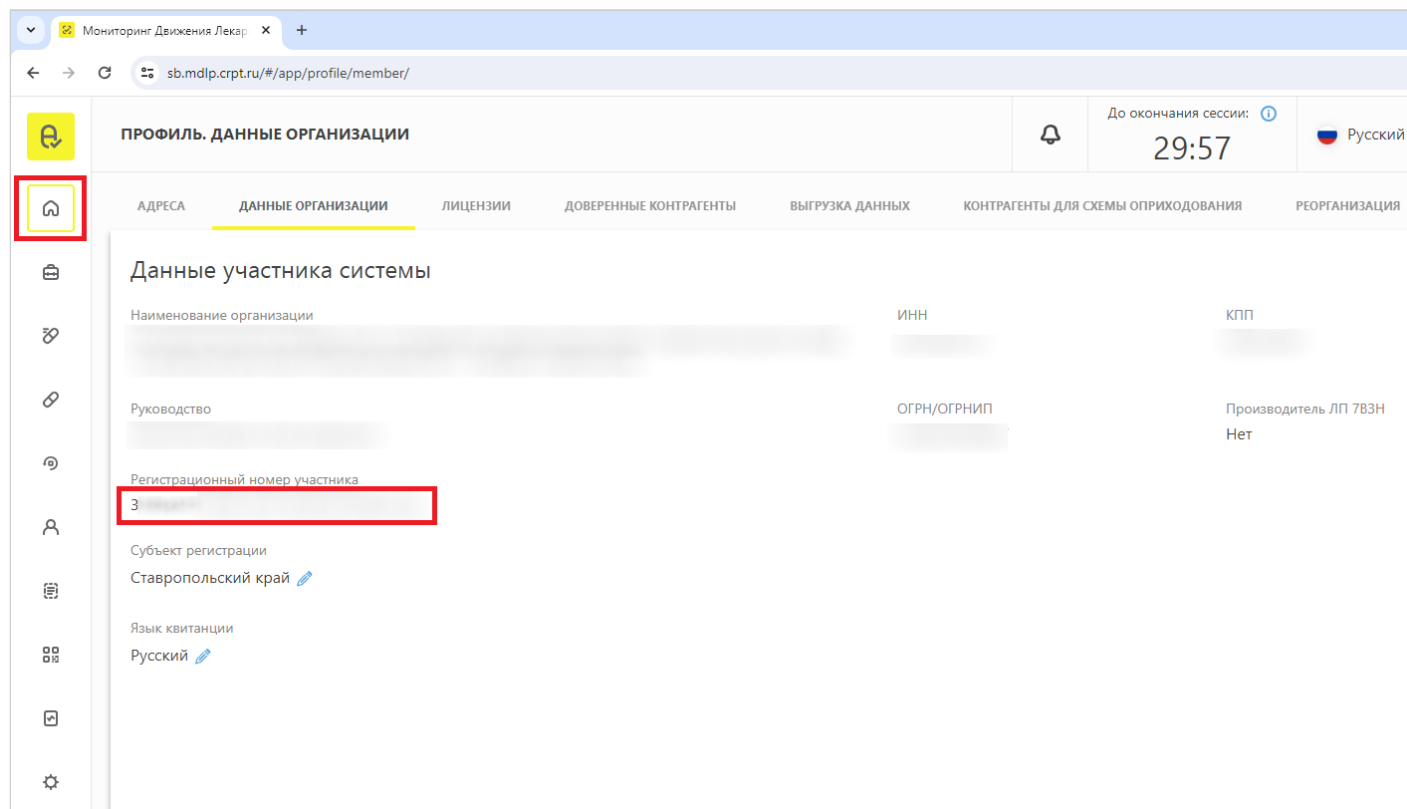 Мониторинг Движения Лекар
sb.mdlp.crpt.ru/#/app/profile/member/
ПРОФИЛЬ. ДАННЫЕ ОРГАНИЗАЦИИ
До окончания сессии:
29:57
Русский
АДРЕСА ДАННЫЕ ОРГАНИЗАЦИИ ЛИЦЕНЗИИ ДОВЕРЕННЫЕ КОНТРАГЕНТЫ ВЫГРУЗКА ДАННЫХ КОНТРАГЕНТЫ ДЛЯ СХЕМЫ ОПРИХОДОВАНИЯ РЕОРГАНИЗАЦИЯ
Данные участника системы
Наименование организации ИНН КПП
Руководство ОГРН/ОГРНИП Производитель ЛП 7ВЗН
Нет
Регистрационный номер участника
3
Субъект регистрации
Ставропольский край
Язык квитанции
Русский